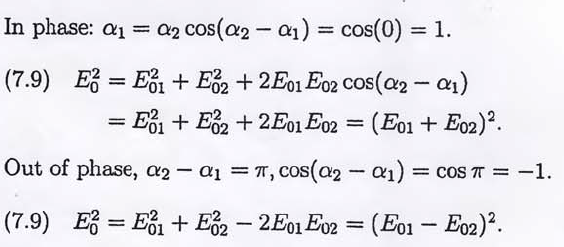 In phase: α₁ = α₂ cos(α₂ − α₁) = cos(0) = 1.
(7.9) E₀² = E₀₁² + E₀₂² + 2E₀₁E₀₂ cos(α₂ − α₁)
= E₀₁² + E₀₂² + 2E₀₁E₀₂ = (E₀₁ + E₀₂)².
Out of phase, α₂ − α₁ = π, cos(α₂ − α₁) = cos π = −1.
(7.9) E₀² = E₀₁² + E₀₂² − 2E₀₁E₀₂ = (E₀₁ − E₀₂)².